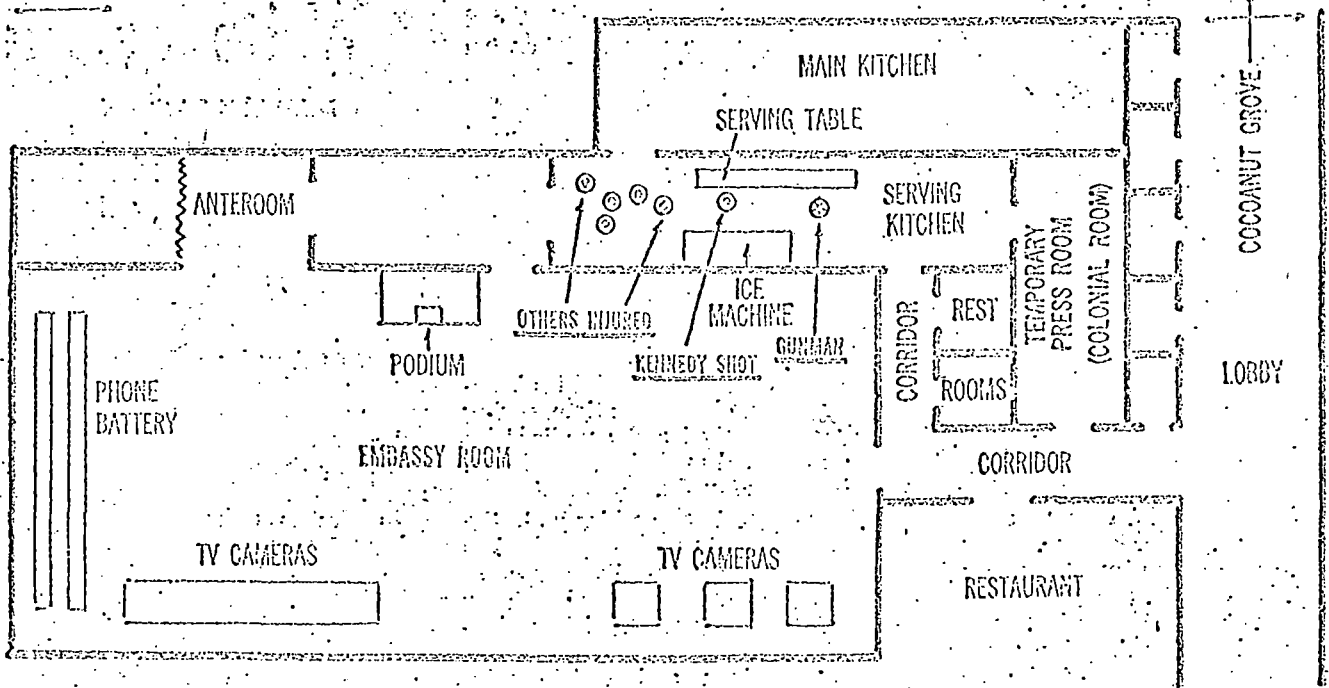 MAIN KITCHEN
SERVING TABLE
COCOANUT GROVE
ANTEROOM
SERVING
KITCHEN
TEMPORARY
PRESS ROOM
(COLONIAL ROOM)
OTHERS INJURED
ICE
MACHINE
KENNEDY SHOT
GUNMAN
CORRIDOR
REST
ROOMS
PODIUM
PHONE
BATTERY
LOBBY
EMBASSY ROOM
CORRIDOR
TV CAMERAS
TV CAMERAS
RESTAURANT